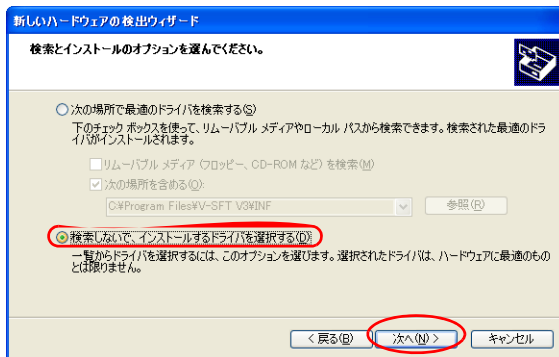 新しいハードウェアの検出ウィザード
検索とインストールのオプションを選んでください。
次の場所で最適のドライバを検索する(S)
下のチェック ボックスを使って、リムーバブル メディアやローカル パスから検索できます。検索された最適のドラ
イバがインストールされます。
リムーバブル メディア (フロッピー、CD-ROM など) を検索(M)
次の場所を含める(O):
C:¥Program Files¥V-SFT V3¥INF
参照(R)
検索しないで、インストールするドライバを選択する(D)
一覧からドライバを選択するには、このオプションを選びます。選択されたドライバは、ハードウェアに最適のもの
とは限りません。
< 戻る(B)
次へ(N) >
キャンセル